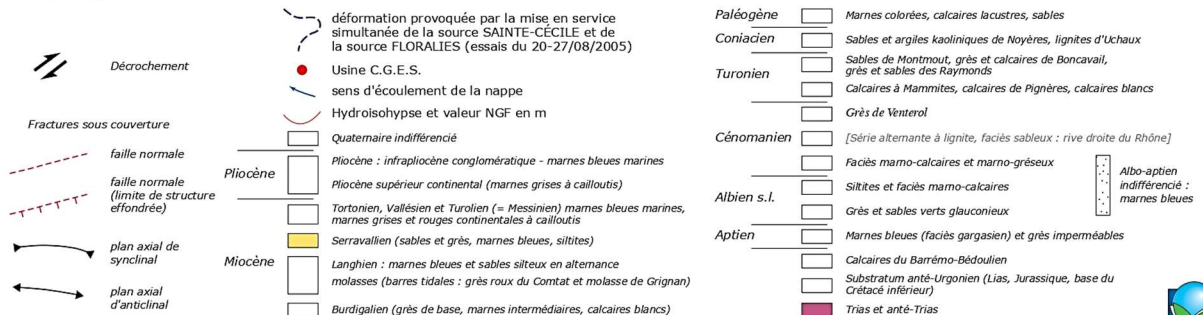 Décrochement
Fractures sous couverture
faille normale
faille normale
(limite de structure
effondrée)
plan axial de
synclinal
plan axial
d'anticlinal
déformation provoquée par la mise en service
simultanée de la source SAINTE-CÉCILE et de
la source FLORALIES (essais du 20-27/08/2005)
Usine C.G.E.S.
sens d'écoulement de la nappe
Hydroisohypse et valeur NGF en m
Quaternaire indifférencié
Pliocène
Pliocène : infrapliocène conglomératique - marnes bleues marines
Pliocène supérieur continental (marnes grises à cailloutis)
Tortonien, Vallésien et Turolien (= Messinien) marnes bleues marines,
marnes grises et rouges continentales à cailloutis
Miocène
Serravallien (sables et grès, marnes bleues, siltites)
Langhien : marnes bleues et sables silteux en alternance
molasses (barres tidales : grès roux du Comtat et molasse de Grignan)
Burdigalien (grès de base, marnes intermédiaires, calcaires blancs)
Paléogène
Marnes colorées, calcaires lacustres, sables
Coniacien
Sables et argiles kaoliniques de Noyères, lignites d'Uchaux
Turonien
Sables de Montmout, grès et calcaires de Boncavail,
grès et sables des Raymonds
Calcaires à Mammites, calcaires de Pignères, calcaires blancs
Grès de Venterol
Cénomanien
[Série alternante à lignite, faciès sableux : rive droite du Rhône]
Faciès marno-calcaires et marno-gréseux
Albien s.l.
Siltites et faciès marno-calcaires
Grès et sables verts glauconieux
Aptien
Marnes bleues (faciès gargasien) et grès imperméables
Calcaires du Barrémo-Bédoulien
Substratum anté-Urgonien (Lias, Jurassique, base du
Crétacé inférieur)
Trias et anté-Trias
Albo-aptien
indifférencié :
marnes bleues